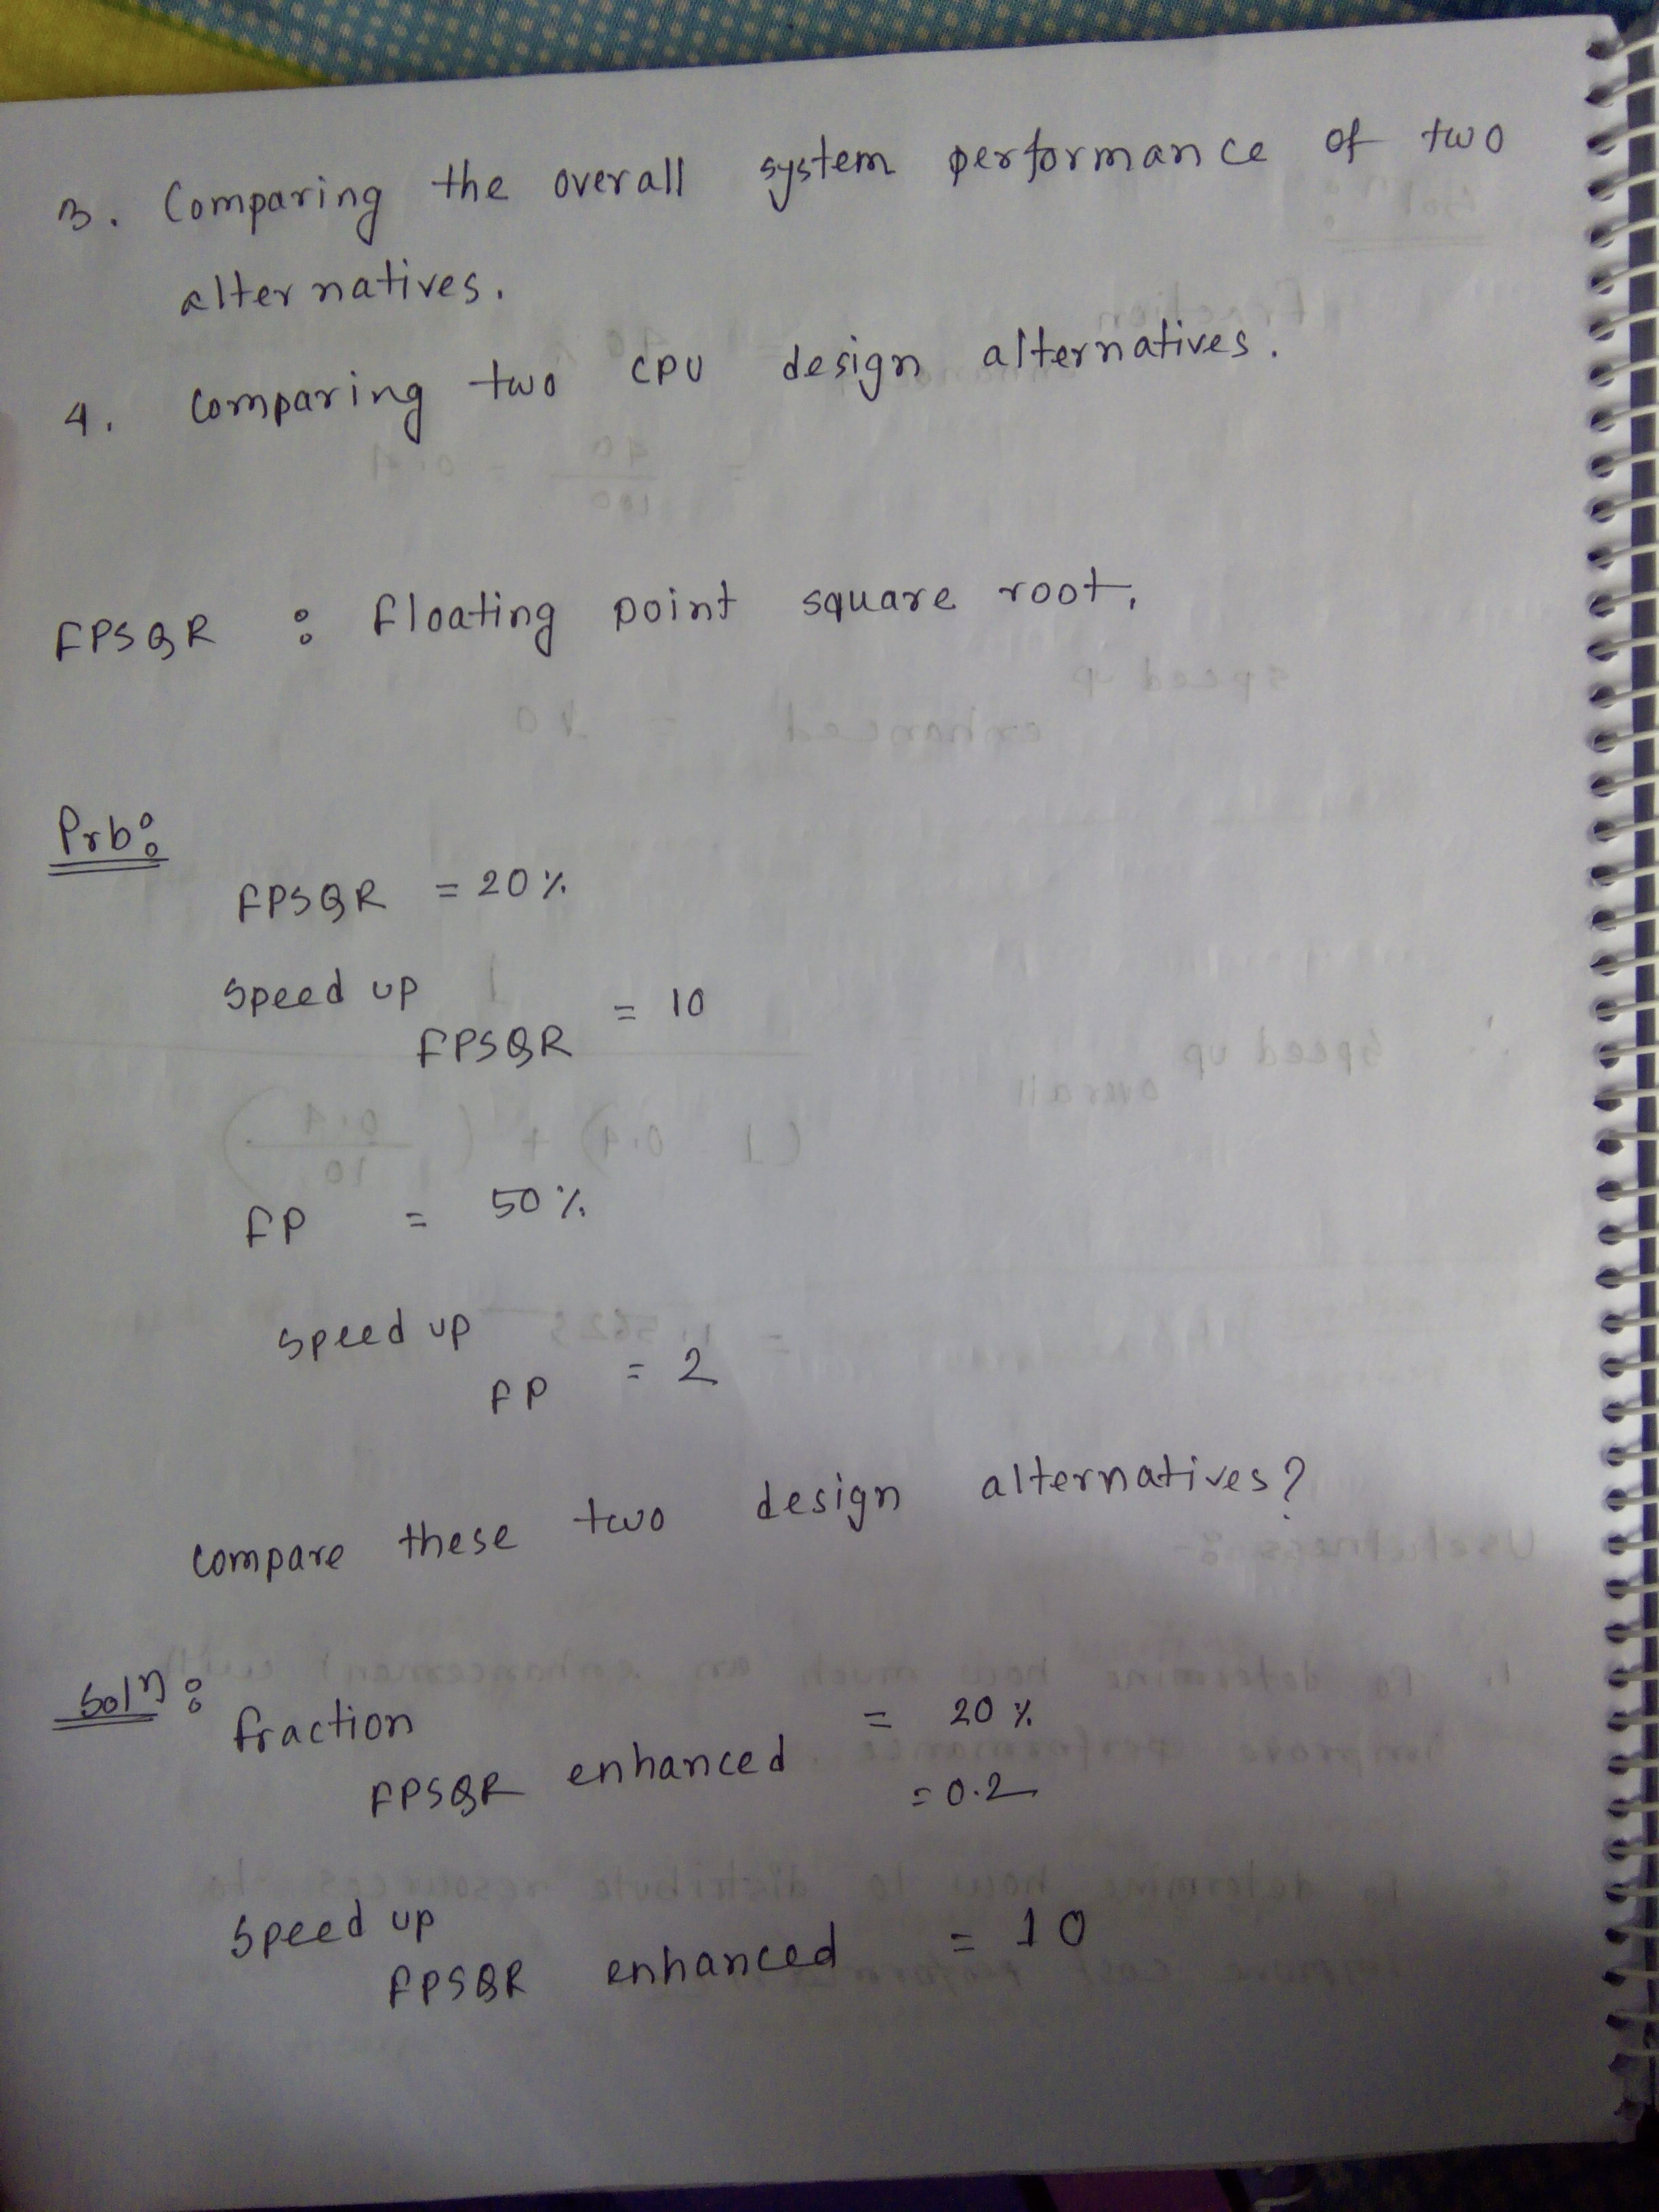 3. Comparing the overall system performance of two
alternatives.
4. Comparing two CPU design alternatives.
FPSQR : floating point square root.
Prb:
FPSQR = 20%
Speed up FPSQR = 10
FP = 50%
Speed up FP = 2
Compare these two design alternatives?
Soln:
fraction FPSQR enhanced = 20%
= 0.2
Speed up FPSQR enhanced = 10